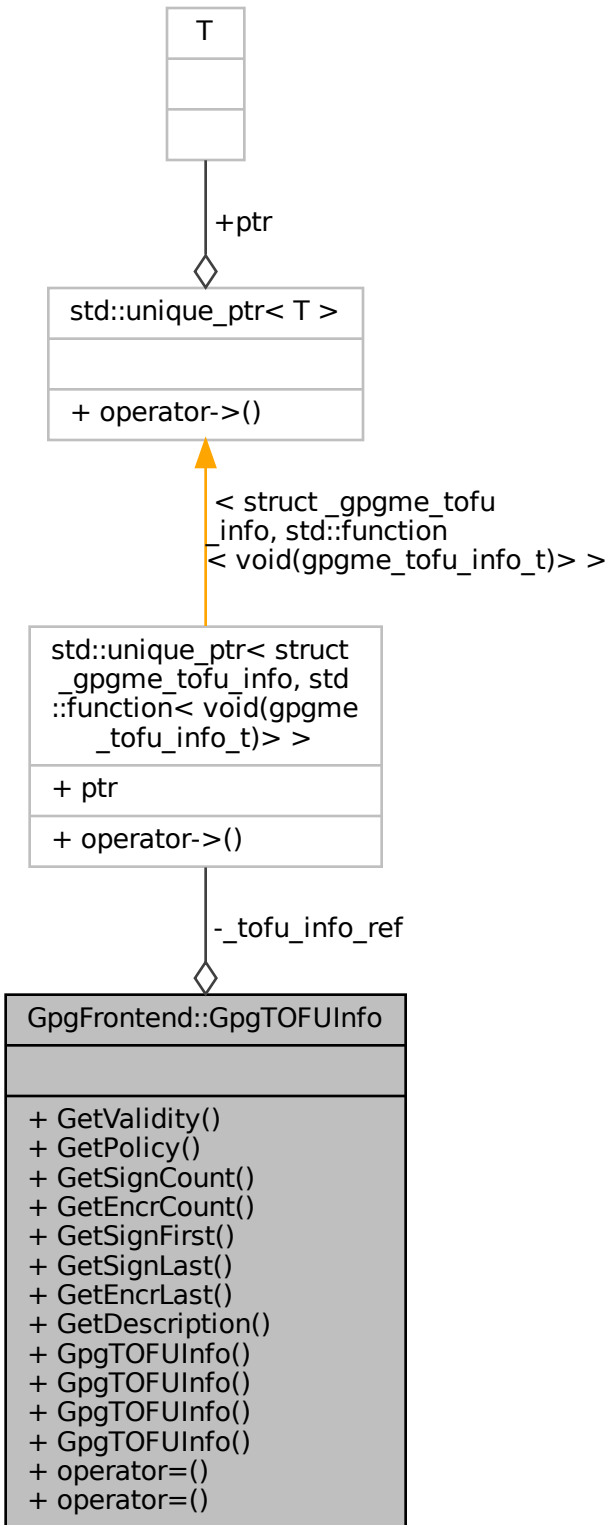 T
+ptr
std::unique_ptr< T >
+ operator->()
< struct _gpgme_tofu
_info, std::function
< void(gpgme_tofu_info_t)> >
std::unique_ptr< struct
_gpgme_tofu_info, std
::function< void(gpgme
_tofu_info_t)> >
+ ptr
+ operator->()
-_tofu_info_ref
GpgFrontend::GpgTOFUInfo
+ GetValidity()
+ GetPolicy()
+ GetSignCount()
+ GetEncrCount()
+ GetSignFirst()
+ GetSignLast()
+ GetEncrLast()
+ GetDescription()
+ GpgTOFUInfo()
+ GpgTOFUInfo()
+ GpgTOFUInfo()
+ GpgTOFUInfo()
+ operator=()
+ operator=()